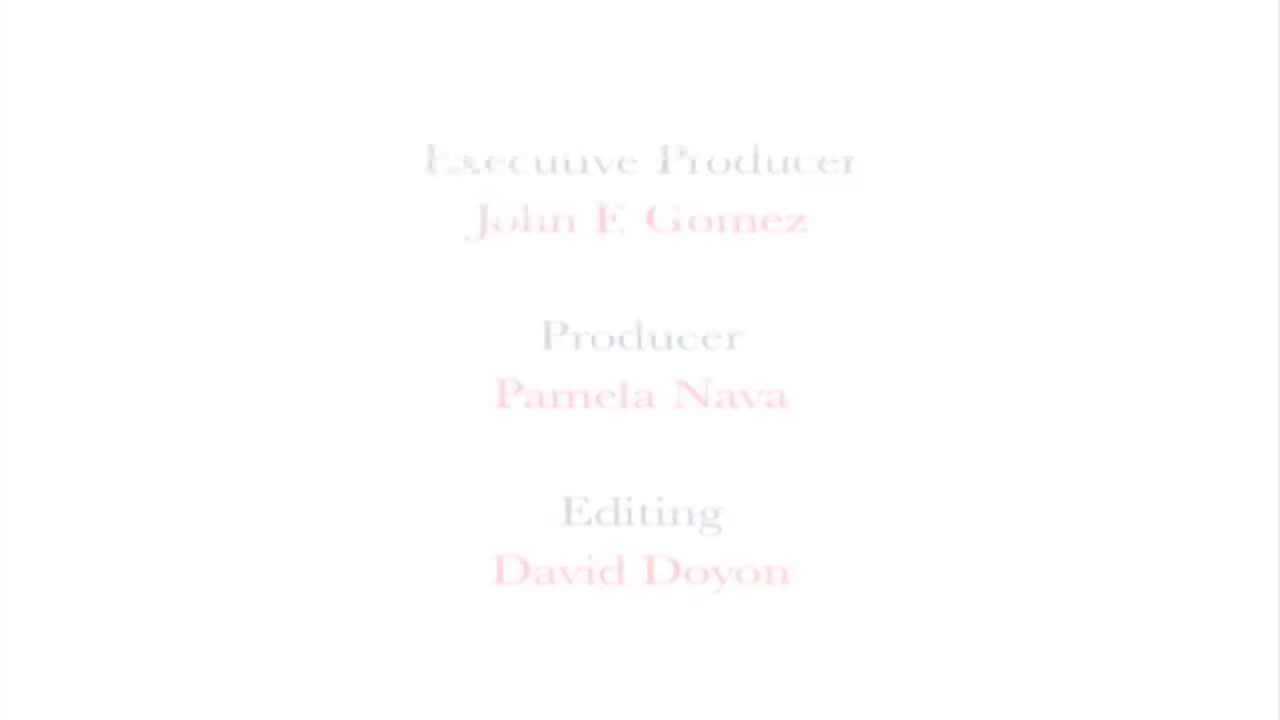 Executive Producer
John F. Gomez
Producer
Pamela Nava
Editing
David Doyon